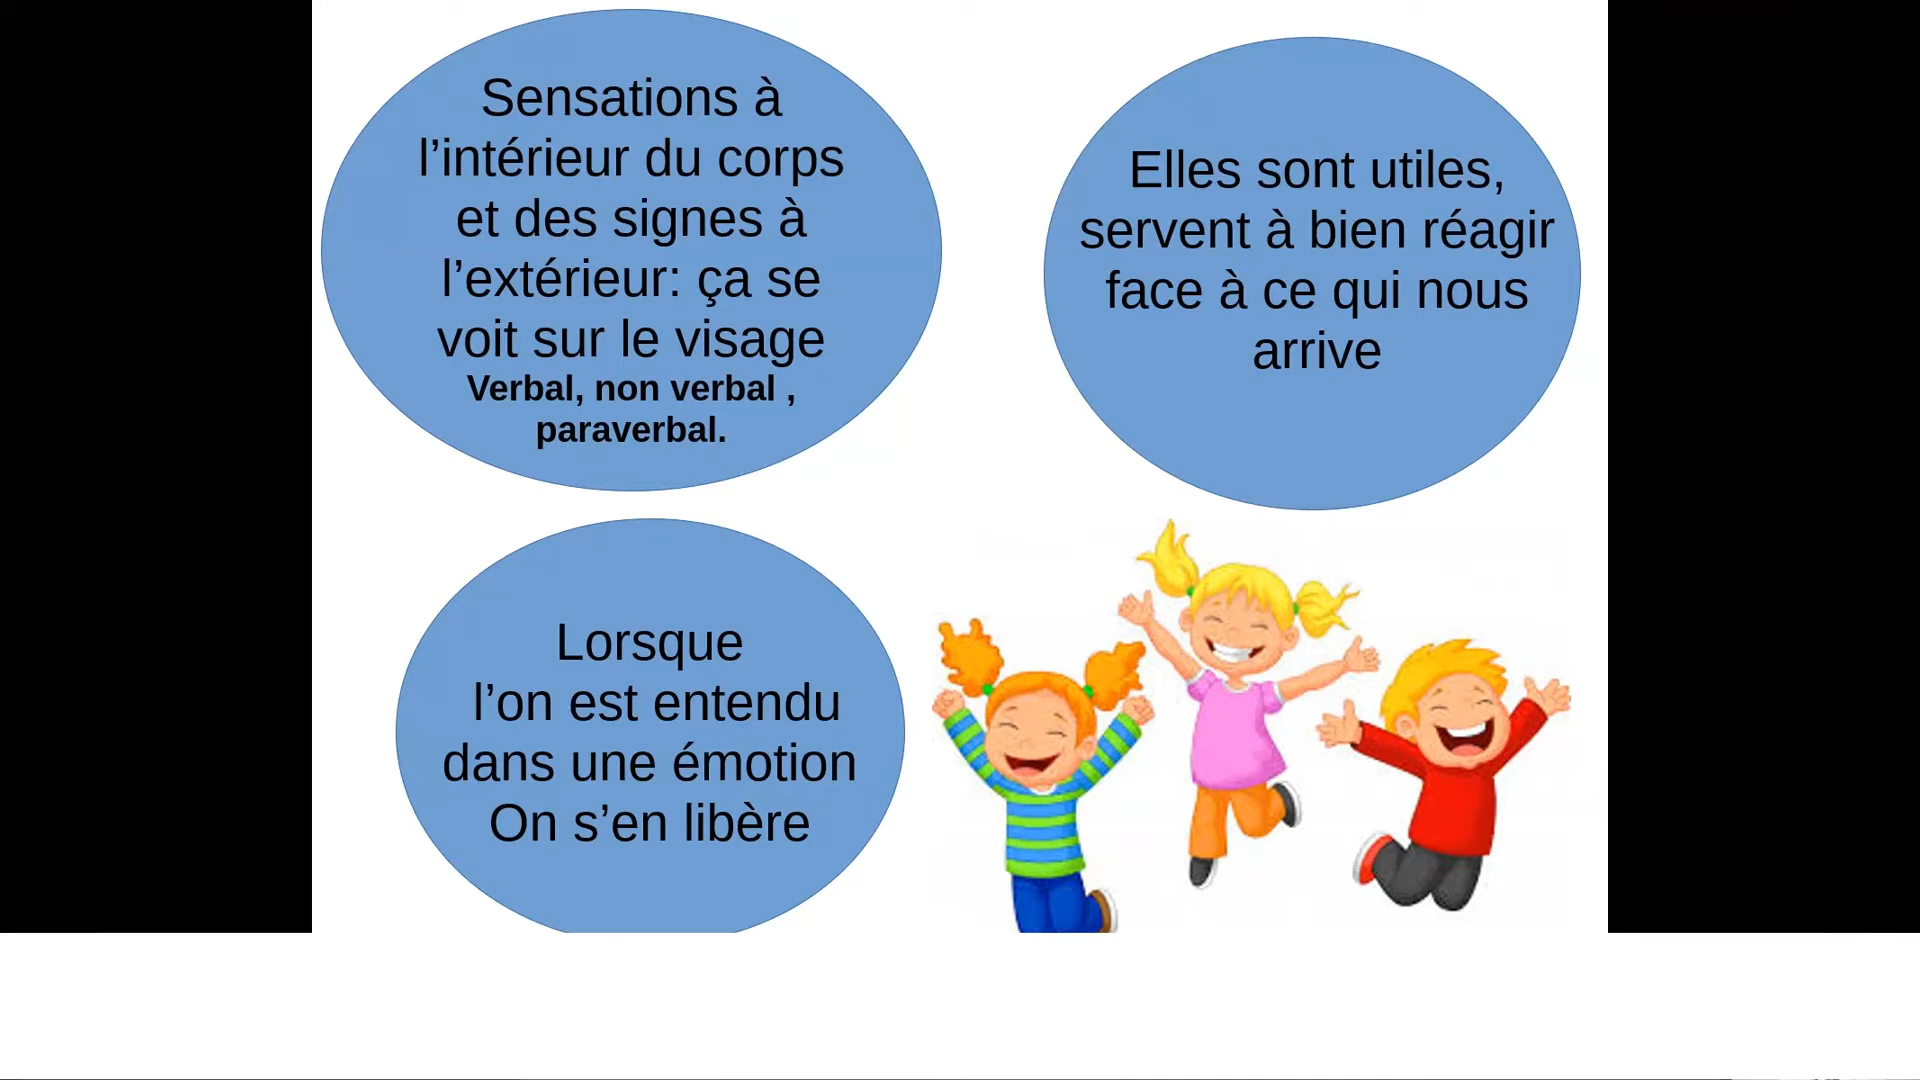 Sensations à
l’intérieur du corps
et des signes à
l’extérieur: ça se
voit sur le visage
Verbal, non verbal ,
paraverbal.
Elles sont utiles,
servent à bien réagir
face à ce qui nous
arrive
Lorsque
l’on est entendu
dans une émotion
On s’en libère